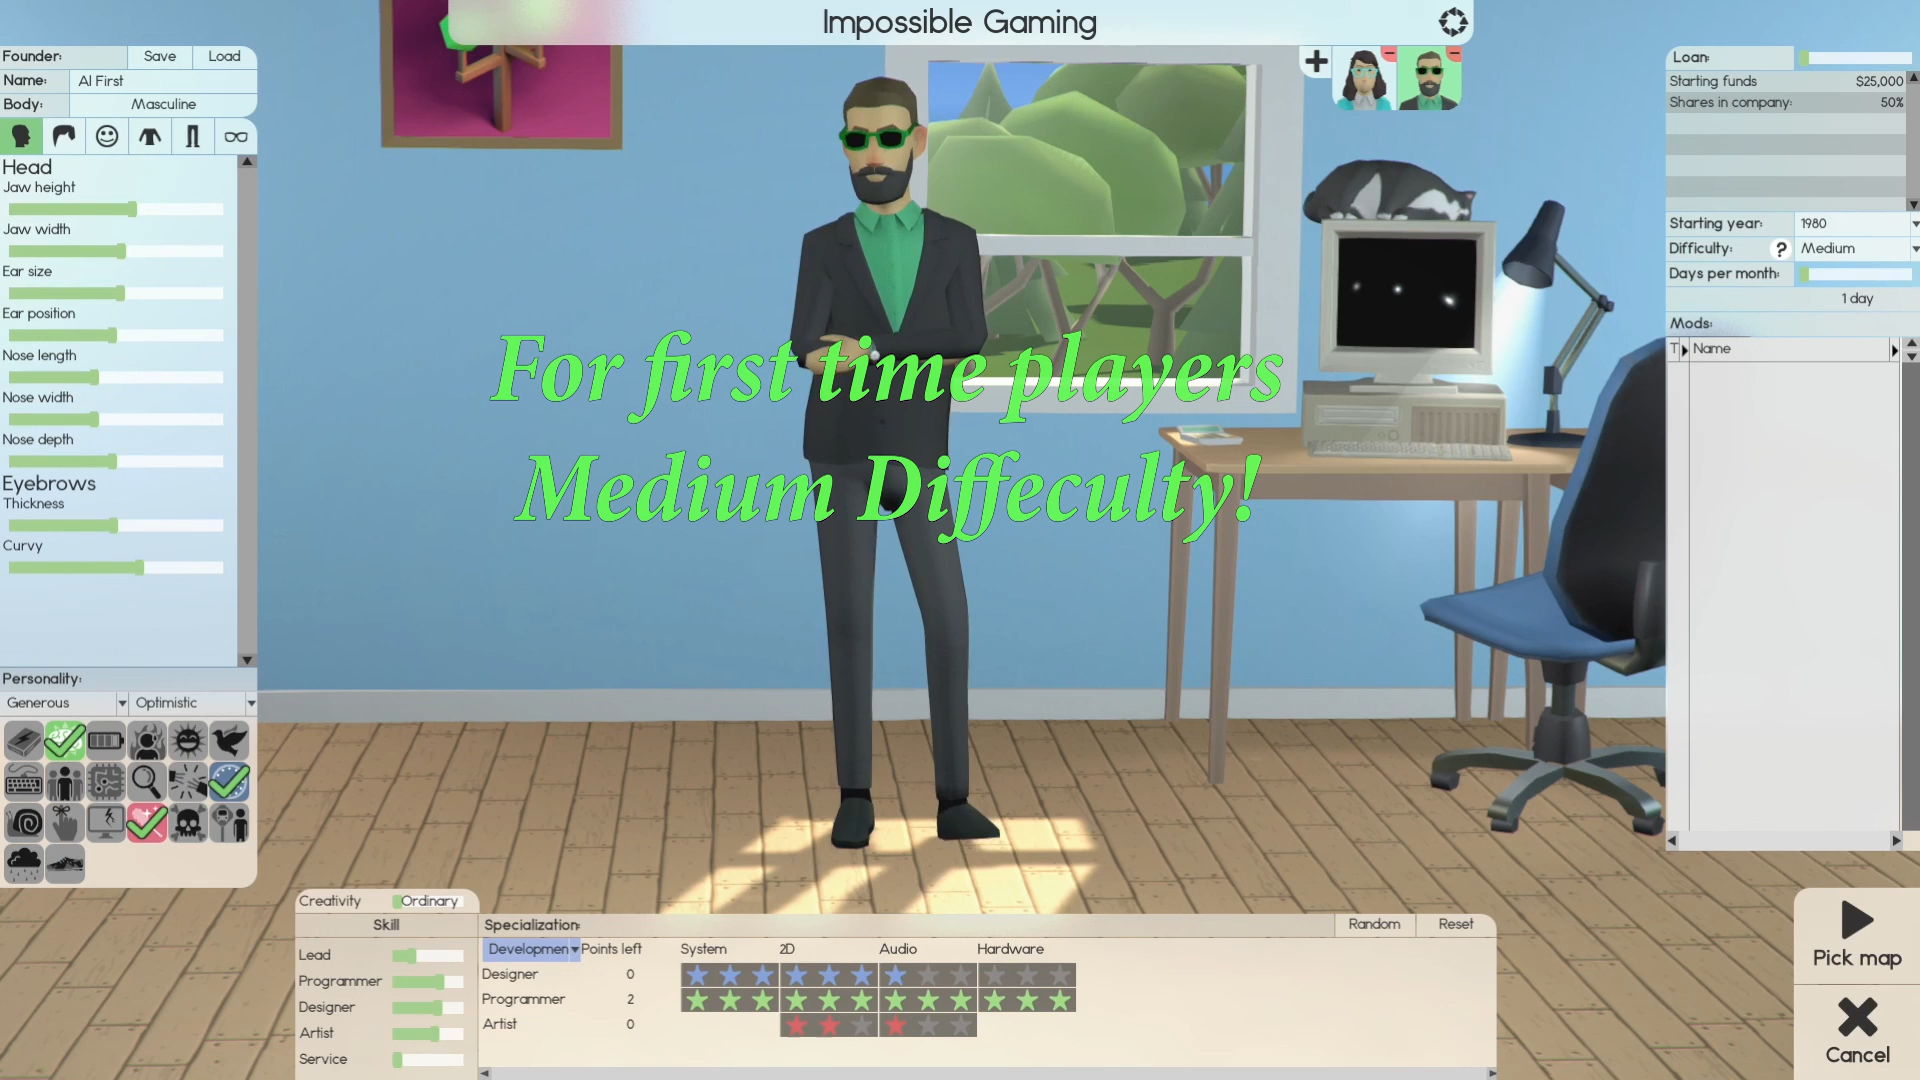 Impossible Gaming
Founder: Save Load
Name: AI First
Body: Masculine
Head
Jaw height
Jaw width
Ear size
Ear position
Nose length
Nose width
Nose depth
Eyebrows
Thickness
Curvy
Personality:
Generous Optimistic
For first time players
Medium Diffeculty!
Loan:
Starting funds $25,000
Shares in company: 50%
Starting year: 1980
Difficulty: ? Medium
Days per month:
1 day
Mods:
T Name
Creativity Ordinary
Skill
Lead
Programmer
Designer
Artist
Service
Specialization: Random Reset
Developmen Points left System 2D Audio Hardware
Designer 0
Programmer 2
Artist 0
Pick map
Cancel